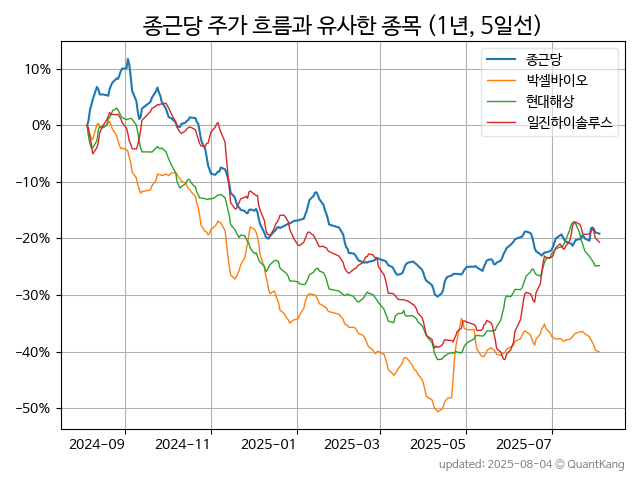 종근당 주가 흐름과 유사한 종목 (1년, 5일선)
종근당
박셀바이오
현대해상
일진하이솔루스
10%
0%
−10%
−20%
−30%
−40%
−50%
2024-09
2024-11
2025-01
2025-03
2025-05
2025-07
updated: 2025-08-04 © QuantKang